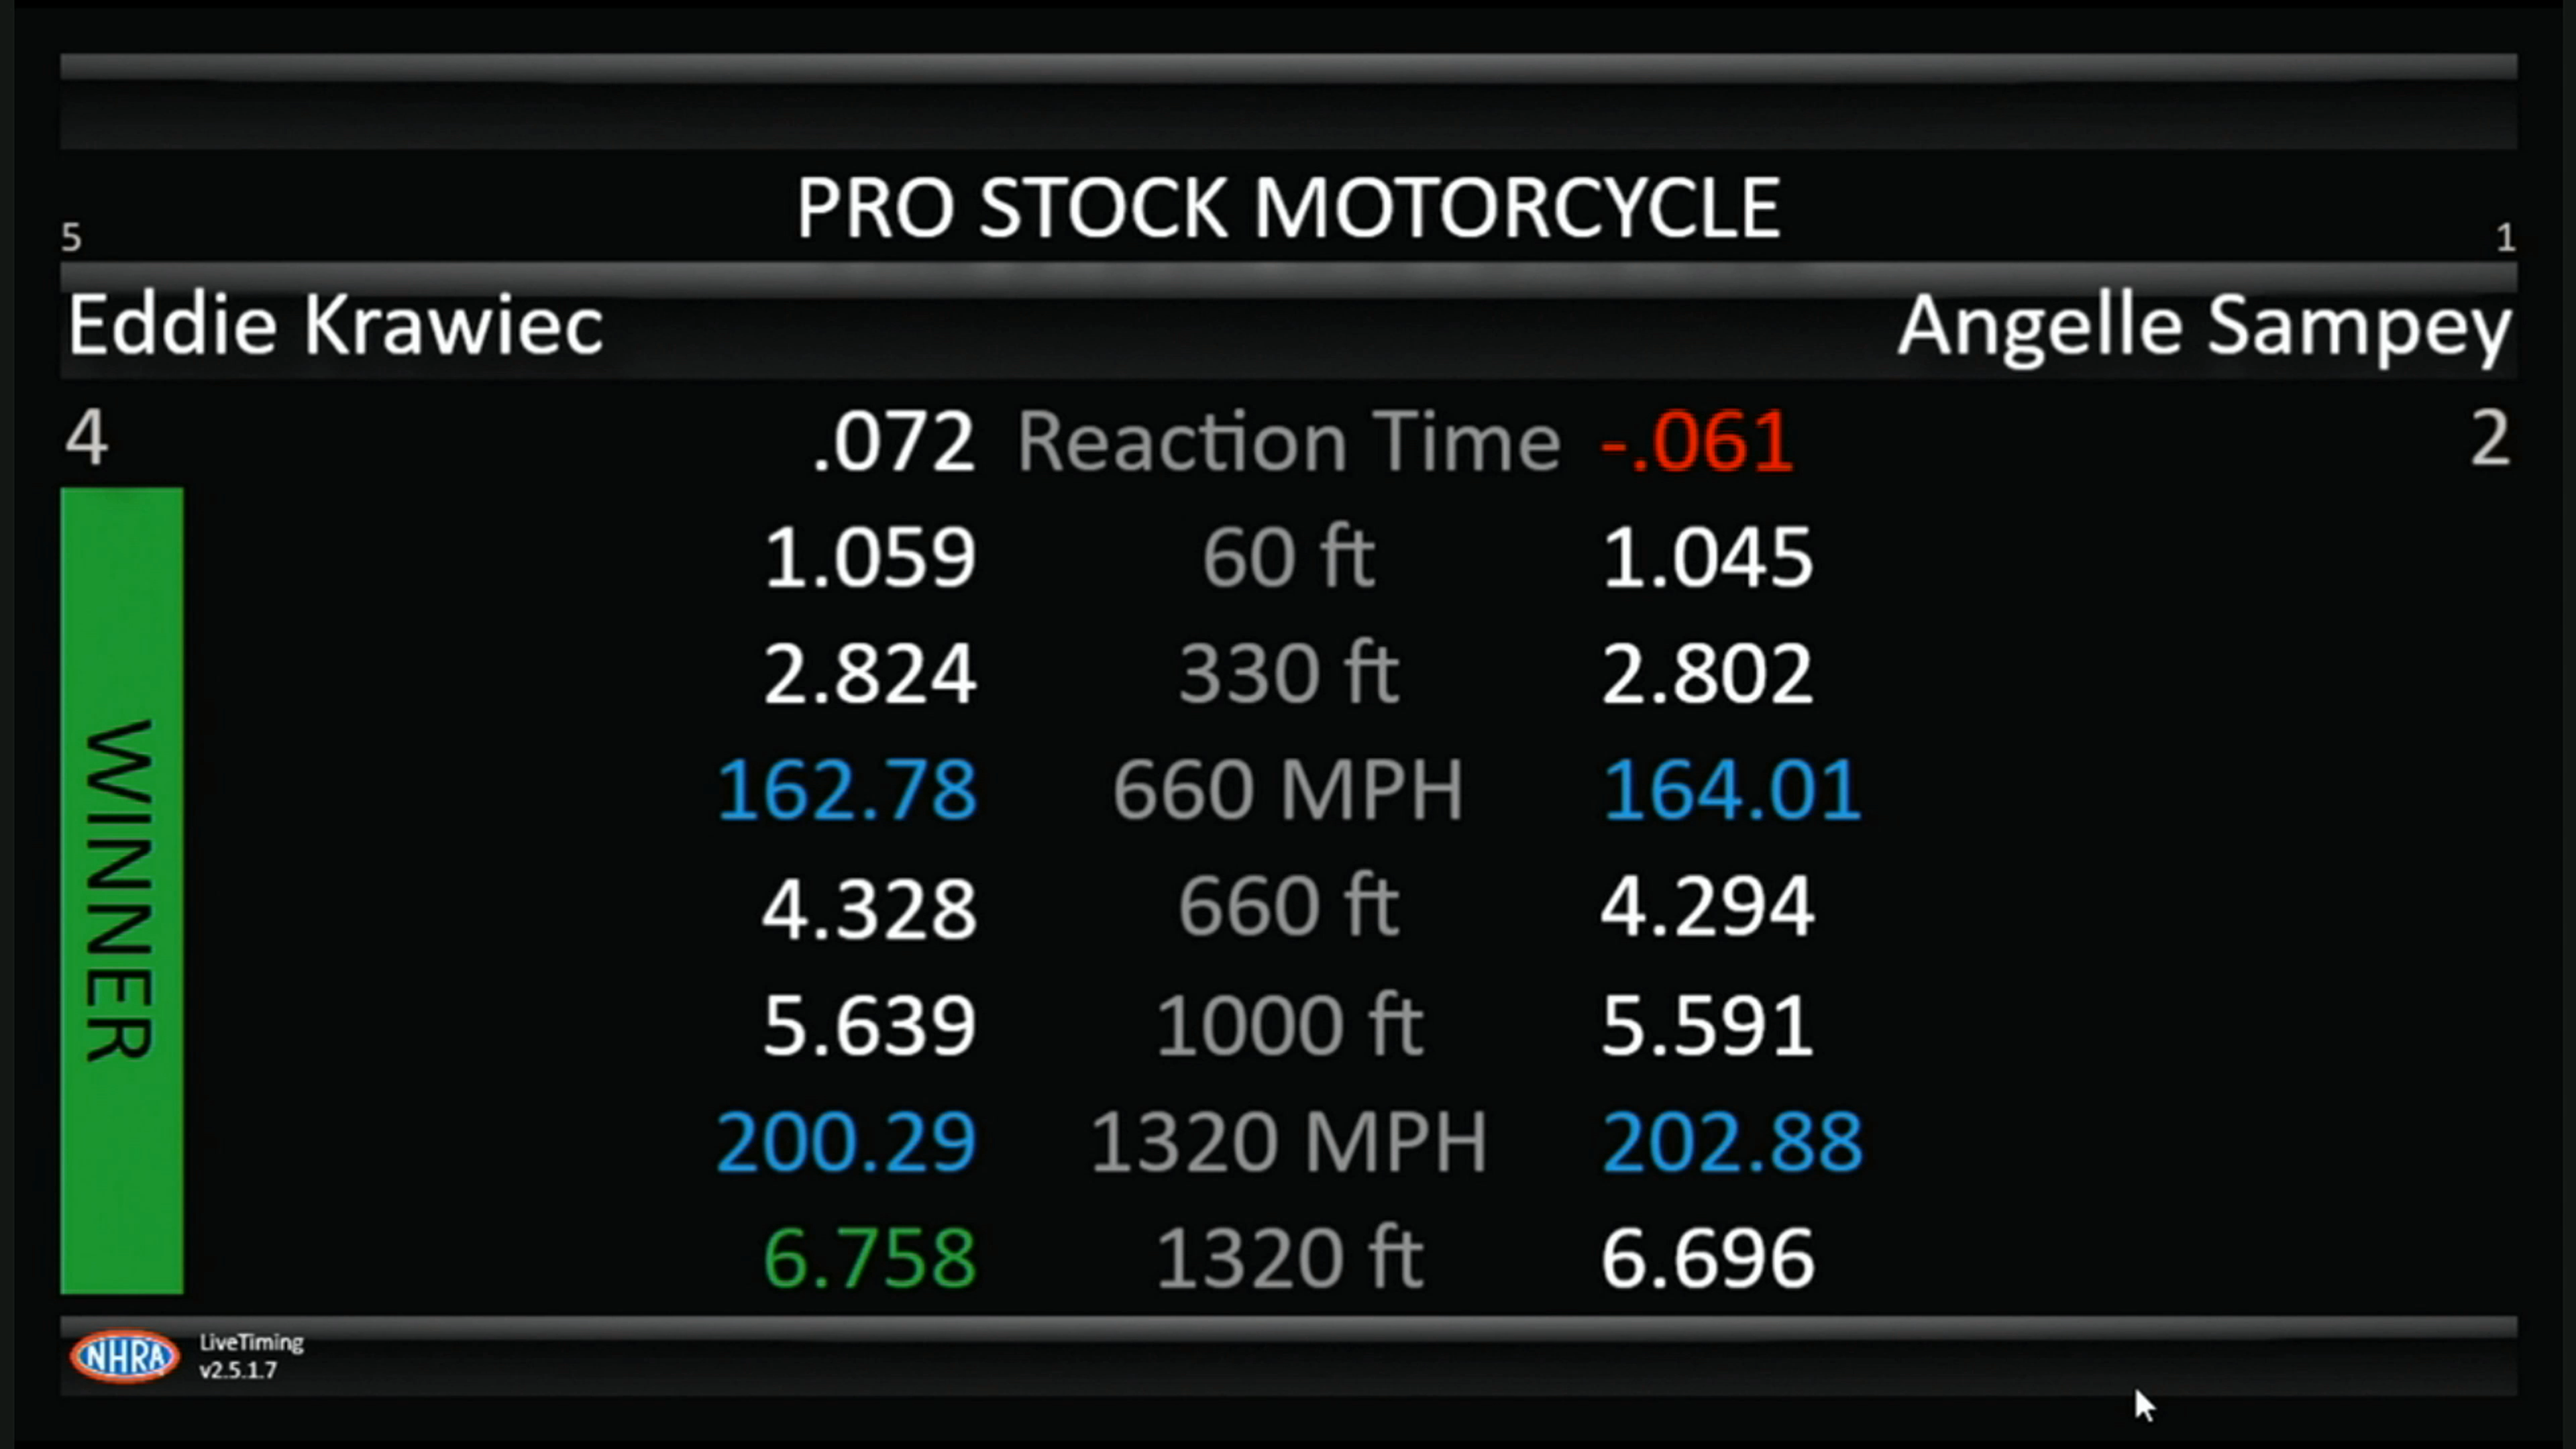 PRO STOCK MOTORCYCLE
5 1
Eddie Krawiec Angelle Sampey
4 .072 Reaction Time -.061 2
1.059 60 ft 1.045
2.824 330 ft 2.802
162.78 660 MPH 164.01
4.328 660 ft 4.294
5.639 1000 ft 5.591
200.29 1320 MPH 202.88
6.758 1320 ft 6.696
WINNER
NHRA LiveTiming
v2.5.1.7